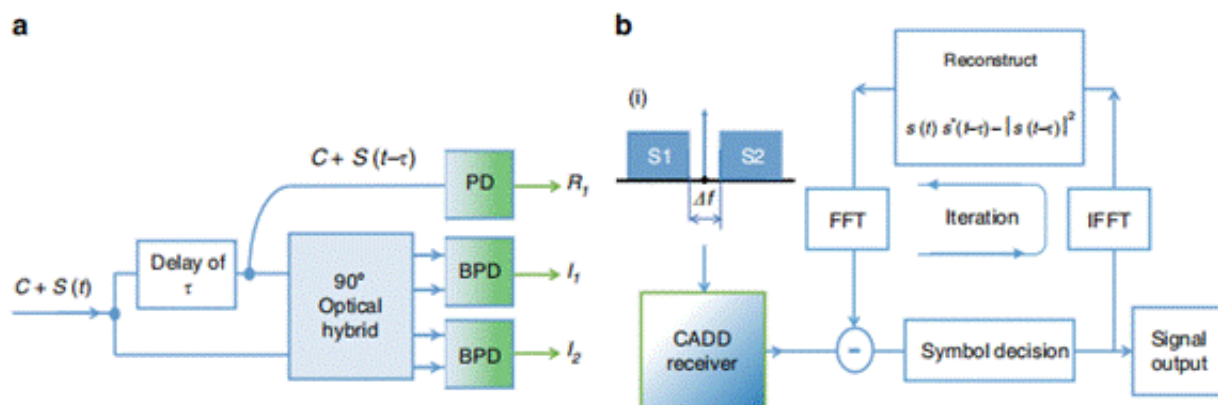 a
C + S (t–τ)
PD
R₁
Delay of
τ
C + S (t)
90°
Optical
hybrid
BPD
I₁
BPD
I₂
b
(i)
S1
S2
Δf
Reconstruct
s (t) s*(t–τ)–|s (t–τ)|²
FFT
Iteration
IFFT
CADD
receiver
–
Symbol decision
Signal
output